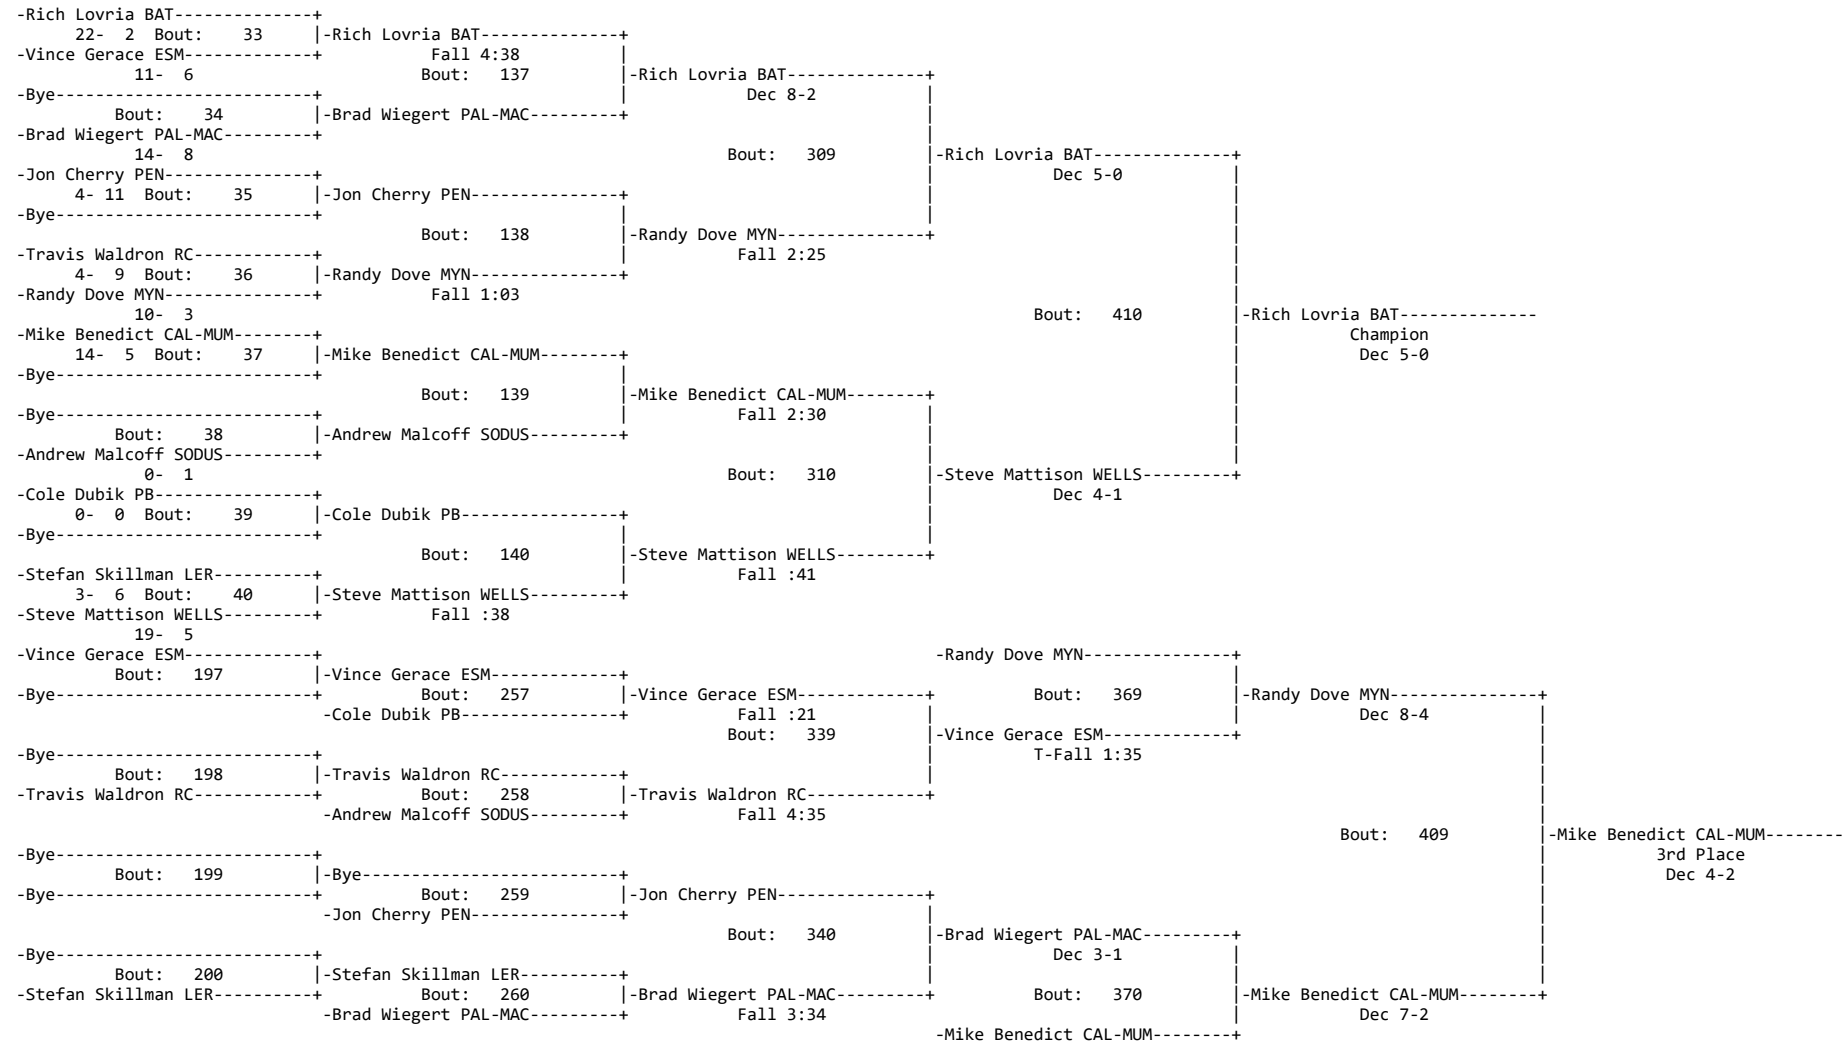 -Rich Lovria BAT--------------+
22- 2 Bout: 33 |-Rich Lovria BAT--------------+
-Vince Gerace ESM-------------+ Fall 4:38 |
11- 6 Bout: 137 |-Rich Lovria BAT--------------+
-Bye--------------------------+ | Dec 8-2 |
Bout: 34 |-Brad Wiegert PAL-MAC---------+ |
-Brad Wiegert PAL-MAC---------+ |
14- 8 Bout: 309 |-Rich Lovria BAT--------------+
-Jon Cherry PEN---------------+ | Dec 5-0 |
4- 11 Bout: 35 |-Jon Cherry PEN---------------+ | |
-Bye--------------------------+ | | |
Bout: 138 |-Randy Dove MYN---------------+ |
-Travis Waldron RC------------+ | Fall 2:25 |
4- 9 Bout: 36 |-Randy Dove MYN---------------+ |
-Randy Dove MYN---------------+ Fall 1:03 |
10- 3 Bout: 410 |-Rich Lovria BAT--------------
-Mike Benedict CAL-MUM--------+ | Champion
14- 5 Bout: 37 |-Mike Benedict CAL-MUM--------+ | Dec 5-0
-Bye--------------------------+ | |
Bout: 139 |-Mike Benedict CAL-MUM--------+ |
-Bye--------------------------+ | Fall 2:30 | |
Bout: 38 |-Andrew Malcoff SODUS---------+ | |
-Andrew Malcoff SODUS---------+ | |
0- 1 Bout: 310 |-Steve Mattison WELLS---------+
-Cole Dubik PB----------------+ | Dec 4-1
0- 0 Bout: 39 |-Cole Dubik PB----------------+ |
-Bye--------------------------+ | |
Bout: 140 |-Steve Mattison WELLS---------+
-Stefan Skillman LER----------+ | Fall :41
3- 6 Bout: 40 |-Steve Mattison WELLS---------+
-Steve Mattison WELLS---------+ Fall :38
19- 5
-Vince Gerace ESM-------------+ -Randy Dove MYN---------------+
Bout: 197 |-Vince Gerace ESM-------------+ |
-Bye--------------------------+ Bout: 257 |-Vince Gerace ESM-------------+ Bout: 369 |-Randy Dove MYN---------------+
-Cole Dubik PB----------------+ Fall :21 | | Dec 8-4 |
Bout: 339 |-Vince Gerace ESM-------------+ |
-Bye--------------------------+ | T-Fall 1:35 |
Bout: 198 |-Travis Waldron RC------------+ | |
-Travis Waldron RC------------+ Bout: 258 |-Travis Waldron RC------------+ |
-Andrew Malcoff SODUS---------+ Fall 4:35 |
Bout: 409 |-Mike Benedict CAL-MUM--------
-Bye--------------------------+ | 3rd Place
Bout: 199 |-Bye--------------------------+ | Dec 4-2
-Bye--------------------------+ Bout: 259 |-Jon Cherry PEN---------------+ |
-Jon Cherry PEN---------------+ | |
Bout: 340 |-Brad Wiegert PAL-MAC---------+ |
-Bye--------------------------+ | Dec 3-1 | |
Bout: 200 |-Stefan Skillman LER----------+ | | |
-Stefan Skillman LER----------+ Bout: 260 |-Brad Wiegert PAL-MAC---------+ Bout: 370 |-Mike Benedict CAL-MUM--------+
-Brad Wiegert PAL-MAC---------+ Fall 3:34 | Dec 7-2
-Mike Benedict CAL-MUM--------+